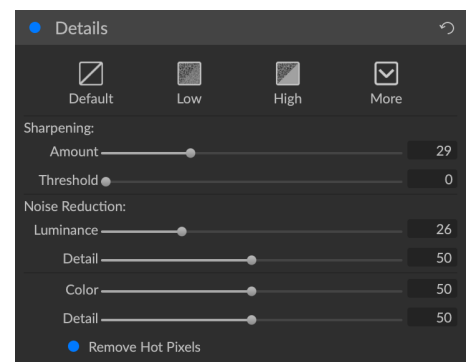 Details
Default Low High More
Sharpening:
Amount 29
Threshold 0
Noise Reduction:
Luminance 26
Detail 50
Color 50
Detail 50
Remove Hot Pixels